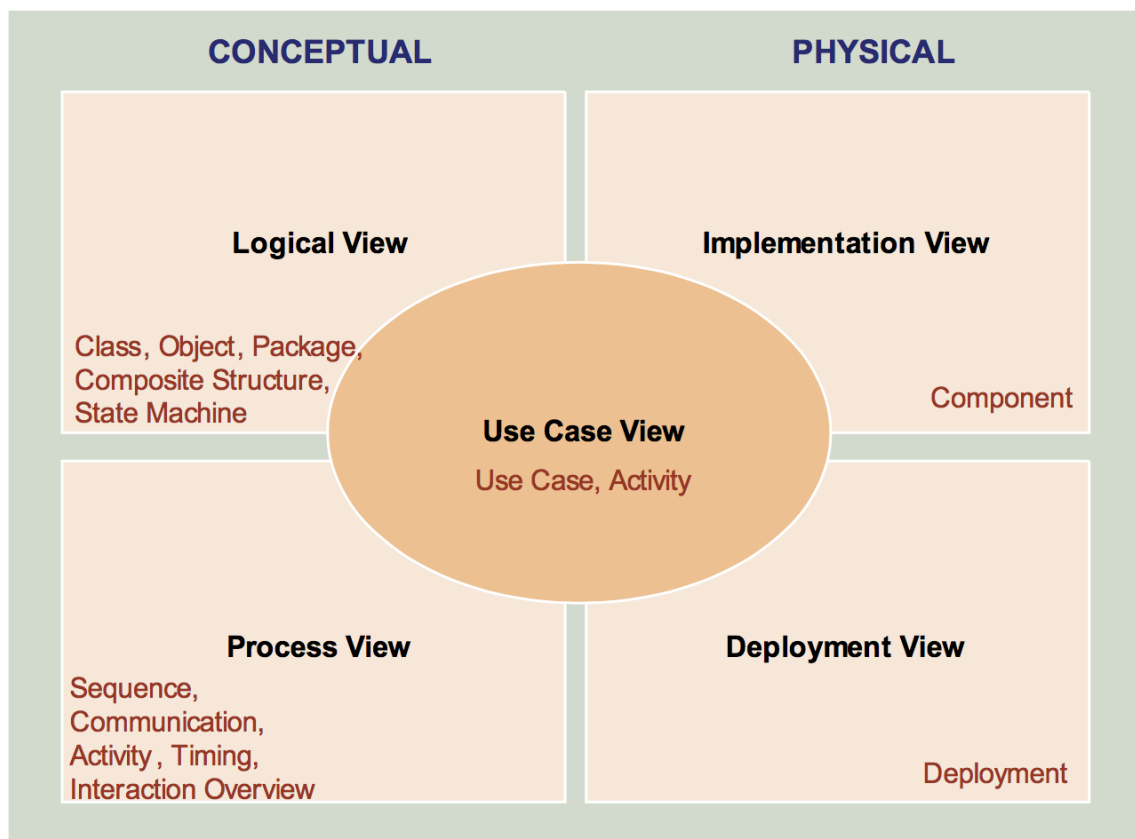 CONCEPTUAL
PHYSICAL
Logical View
Class, Object, Package,
Composite Structure,
State Machine
Implementation View
Component
Use Case View
Use Case, Activity
Process View
Sequence,
Communication,
Activity, Timing,
Interaction Overview
Deployment View
Deployment